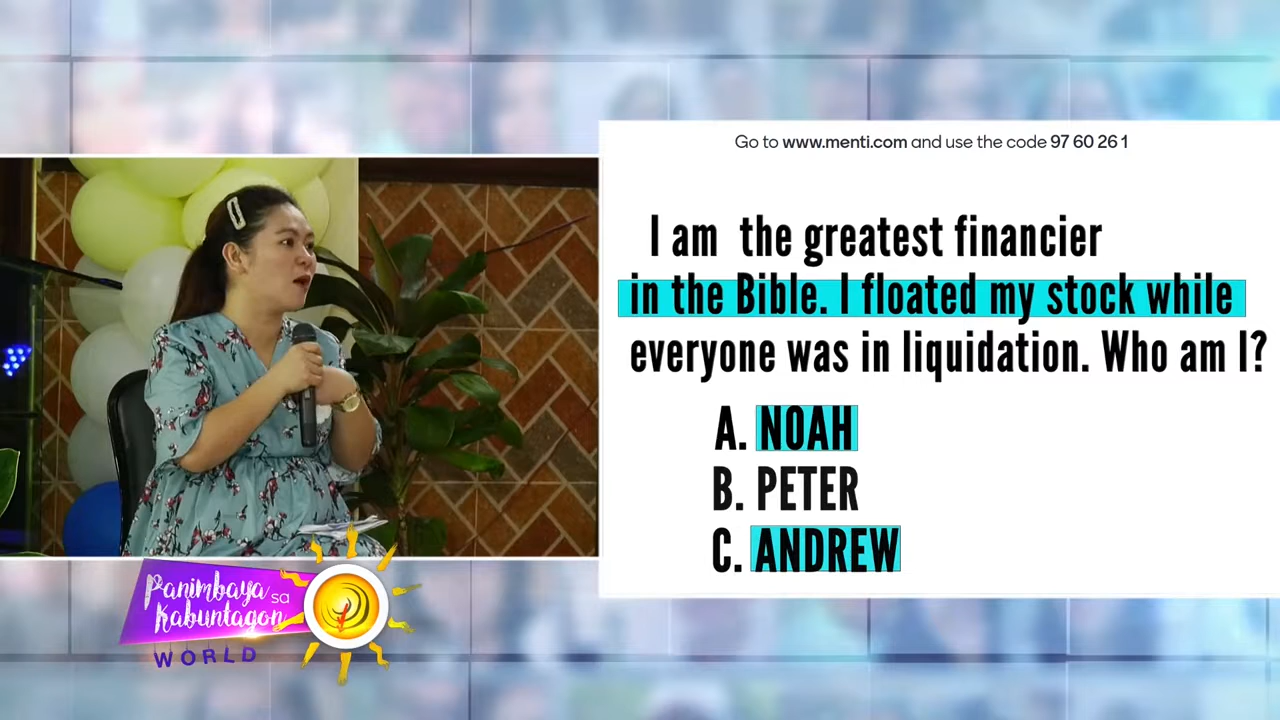 Go to www.menti.com and use the code 97 60 26 1
I am the greatest financier
in the Bible. I floated my stock while
everyone was in liquidation. Who am I?
A. NOAH
B. PETER
C. ANDREW
Panimbaya sa
Kabuntagon
WORLD